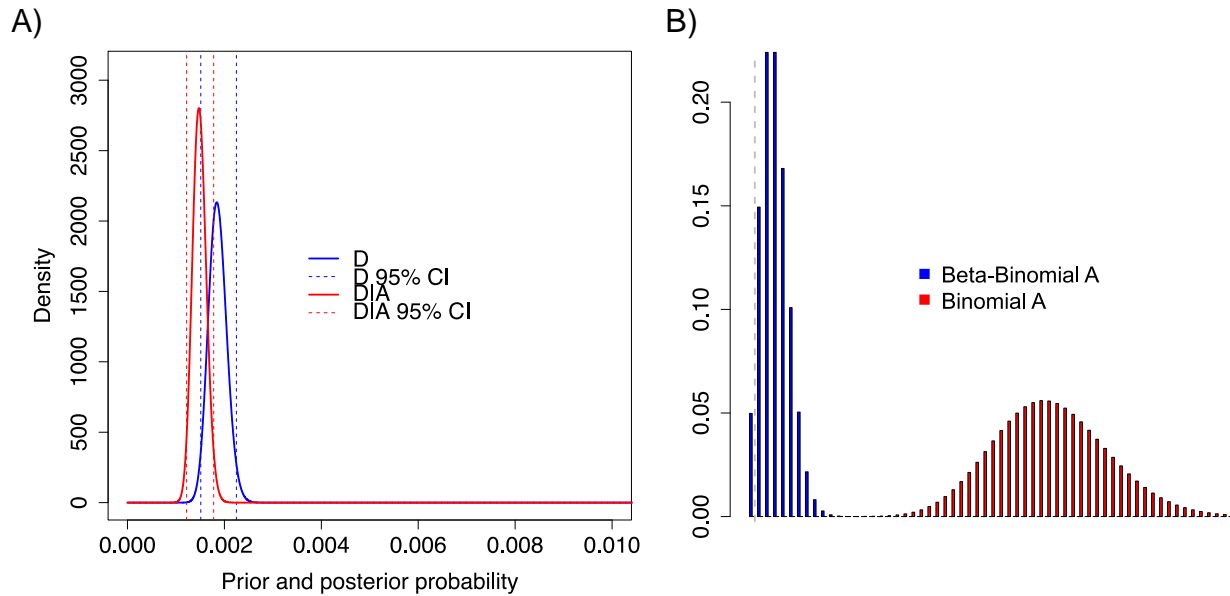 A)
3000
2500
2000
1500
1000
500
0
Density
D
D 95% CI
DIA
DIA 95% CI
0.000
0.002
0.004
0.006
0.008
0.010
Prior and posterior probability
B)
0.20
0.15
0.10
0.05
0.00
Beta-Binomial A
Binomial A